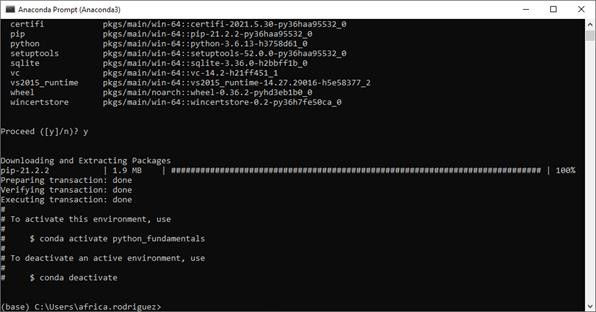 Anaconda Prompt (Anaconda3)
certifi pkgs/main/win-64::certifi-2021.5.30-py36haa95532_0
pip pkgs/main/win-64::pip-21.2.2-py36haa95532_0
python pkgs/main/win-64::python-3.6.13-h3758d61_0
setuptools pkgs/main/win-64::setuptools-52.0.0-py36haa95532_0
sqlite pkgs/main/win-64::sqlite-3.36.0-h2bbff1b_0
vc pkgs/main/win-64::vc-14.2-h21ff451_1
vs2015_runtime pkgs/main/win-64::vs2015_runtime-14.27.29016-h5e58377_2
wheel pkgs/main/noarch::wheel-0.36.2-pyhd3eb1b0_0
wincertstore pkgs/main/win-64::wincertstore-0.2-py36h7fe50ca_0
Proceed ([y]/n)? y
Downloading and Extracting Packages
pip-21.2.2 | 1.9 MB | ############################################################################ | 100%
Preparing transaction: done
Verifying transaction: done
Executing transaction: done
#
# To activate this environment, use
#
# $ conda activate python_fundamentals
#
# To deactivate an active environment, use
#
# $ conda deactivate
(base) C:\Users\africa.rodriguez>